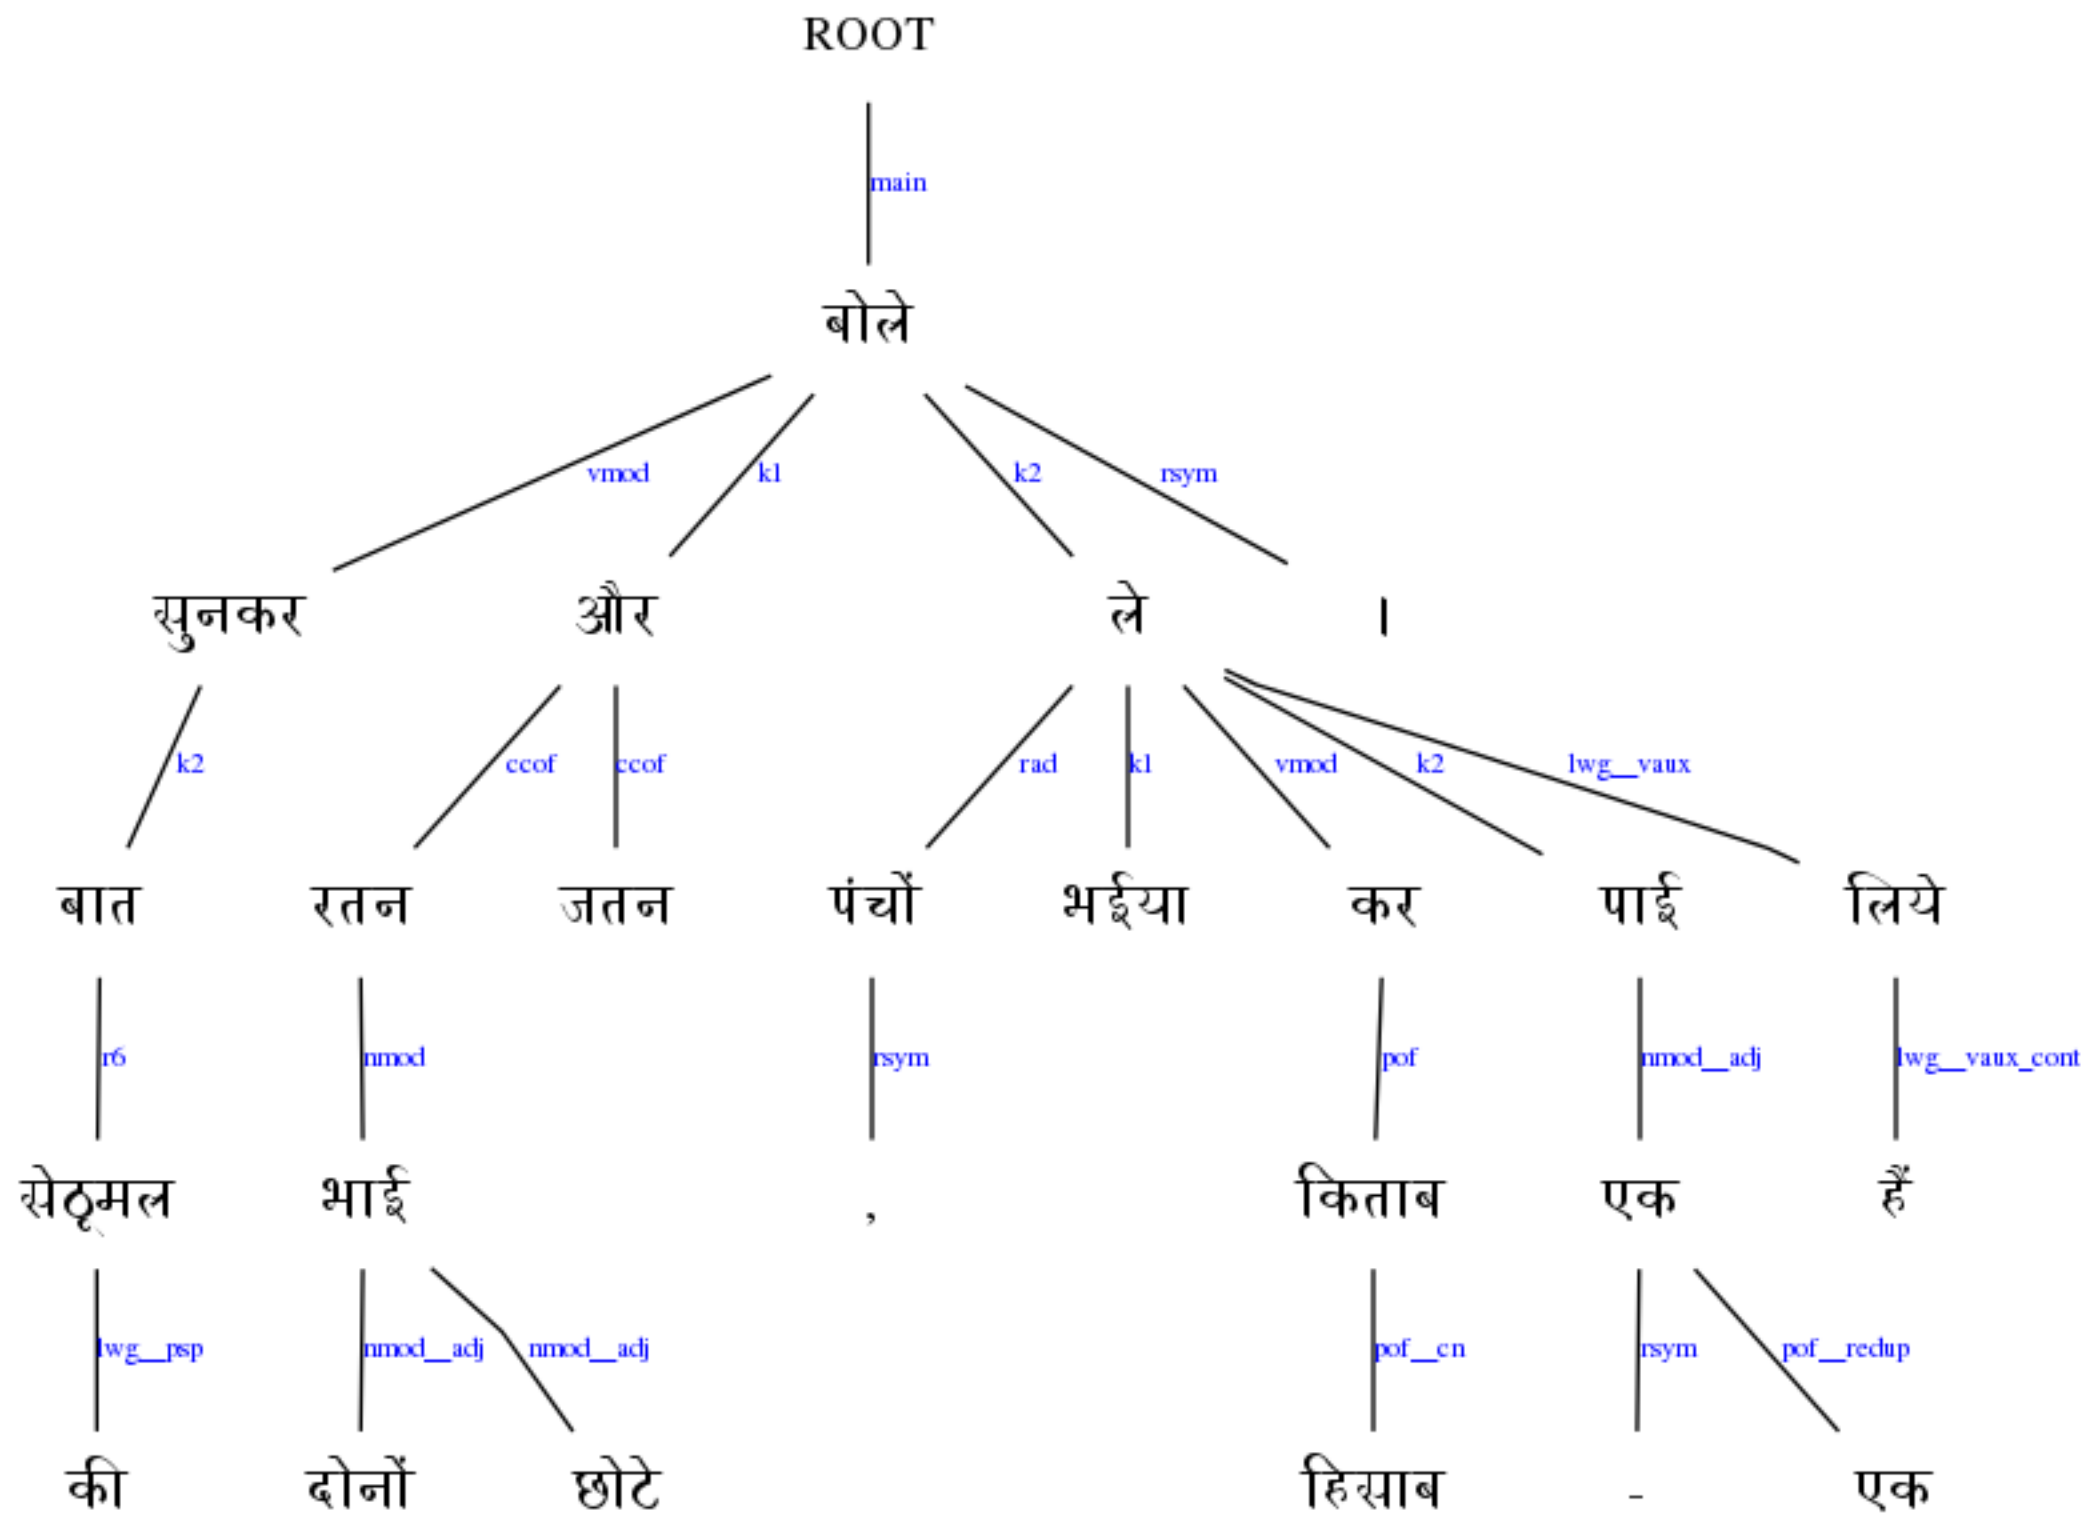 ROOT
main
बोले
vmod k1 k2 rsym
सुनकर और ले ।
k2 ccof ccof rad k1 vmod k2 lwg__vaux
बात रतन जतन पंचों भईया कर पाई लिये
r6 nmod rsym pof nmod__adj lwg__vaux_cont
सेठ्मल भाई , किताब एक हैं
lwg__psp nmod__adj nmod__adj pof__cn rsym pof__redup
की दोनों छोटे हिसाब - एक